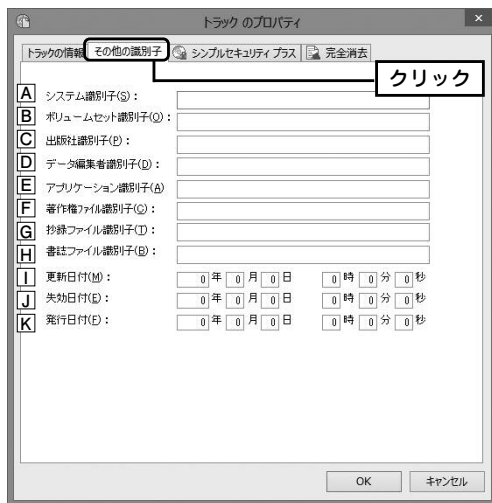 トラック のプロパティ
×
トラックの情報 その他の識別子 シンプルセキュリティ プラス 完全消去
クリック
A システム識別子(S)：
B ボリュームセット識別子(O)：
C 出版社識別子(P)：
D データ編集者識別子(D)：
E アプリケーション識別子(A)
F 著作権ファイル識別子(C)：
G 抄録ファイル識別子(T)：
H 書誌ファイル識別子(B)：
I 更新日付(M)： 0 年 0 月 0 日 0 時 0 分 0 秒
J 失効日付(E)： 0 年 0 月 0 日 0 時 0 分 0 秒
K 発行日付(F)： 0 年 0 月 0 日 0 時 0 分 0 秒
OK キャンセル